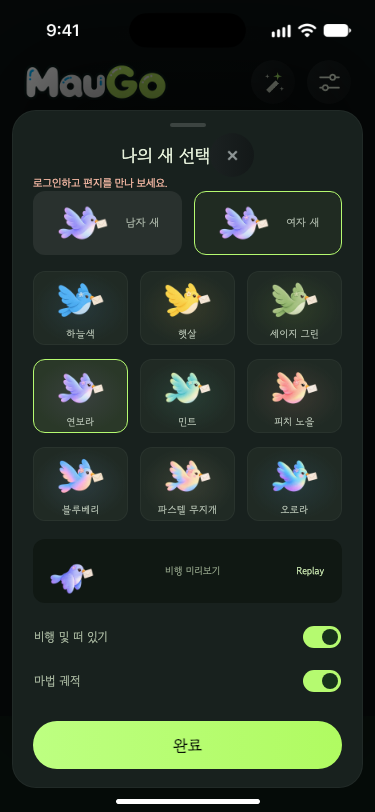 9:41
MauGo
나의 새 선택
로그인하고 편지를 만나 보세요.
남자 새
여자 새
하늘색
햇살
세이지 그린
연보라
민트
피치 노을
블루베리
파스텔 무지개
오로라
비행 미리보기
Replay
비행 및 떠 있기
마법 궤적
완료